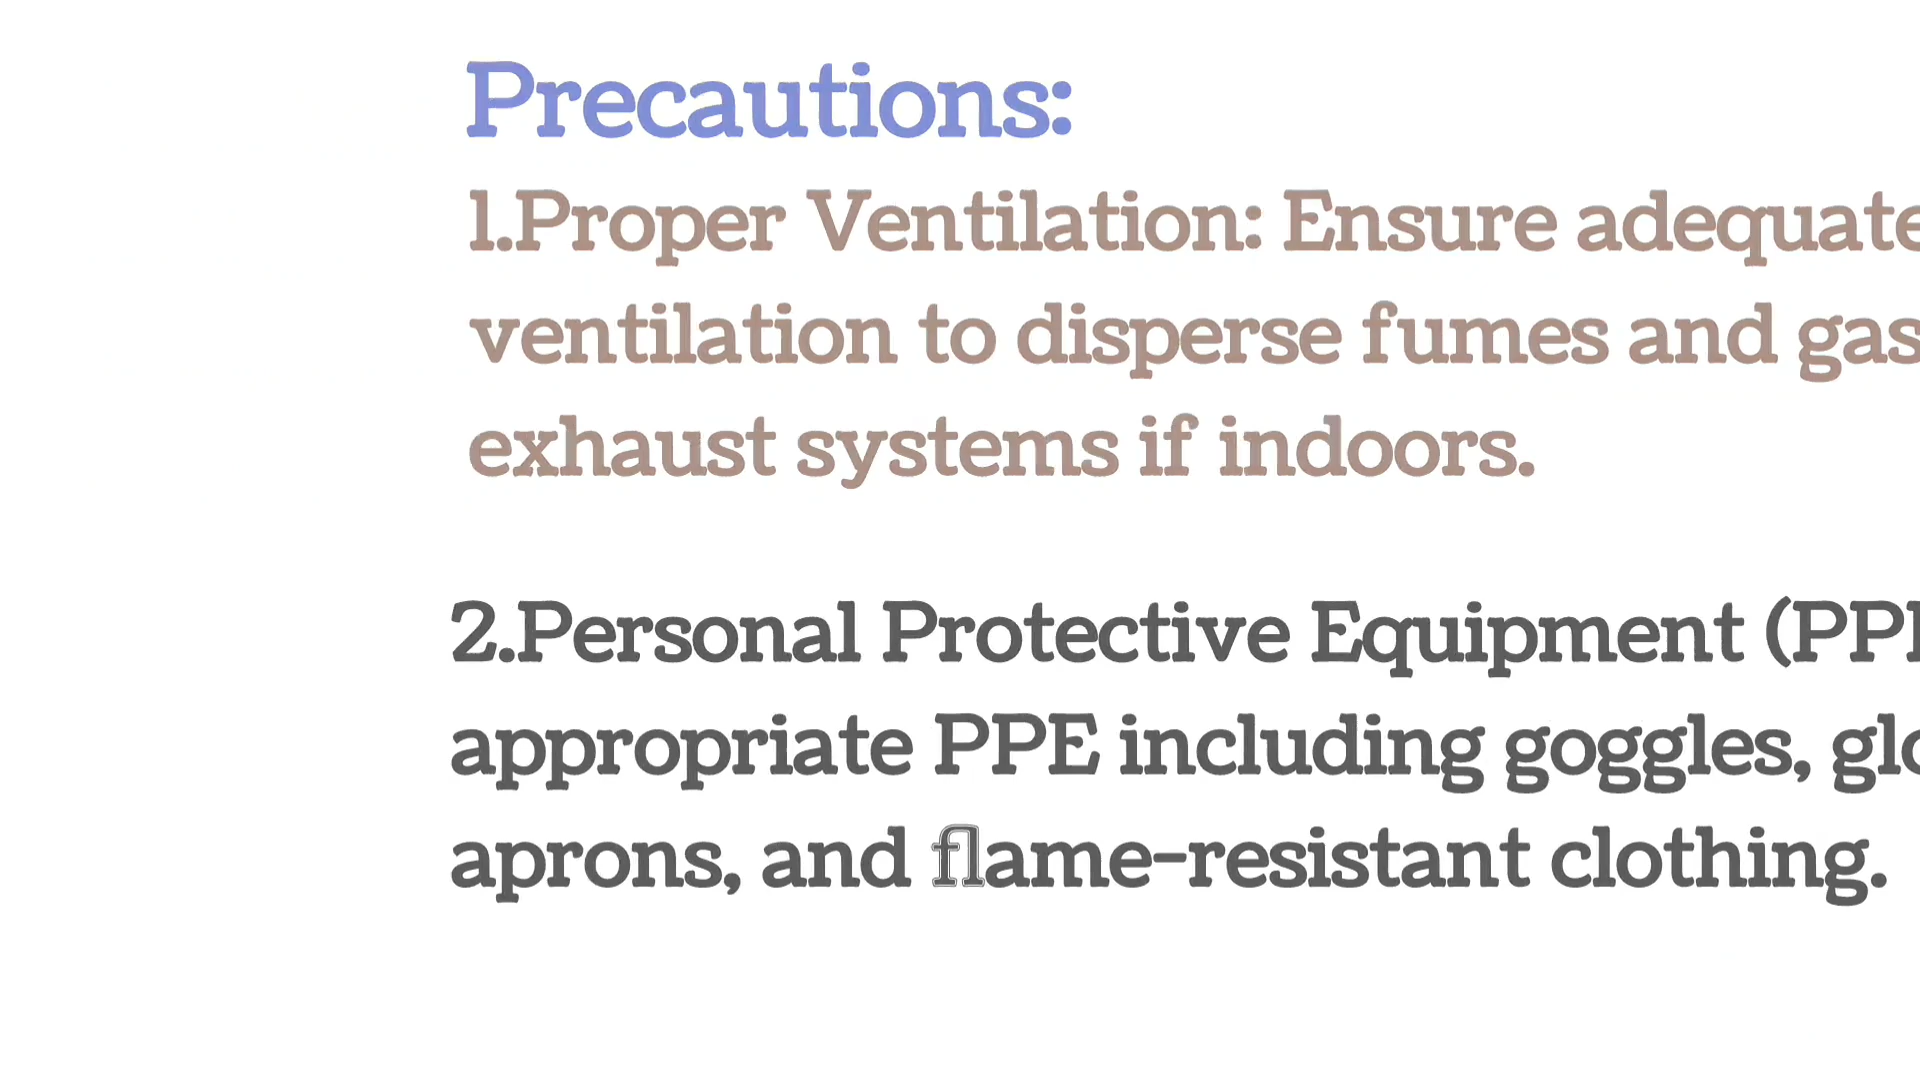 Precautions:
1.Proper Ventilation: Ensure adequate
ventilation to disperse fumes and gas
exhaust systems if indoors.
2.Personal Protective Equipment (PP
appropriate PPE including goggles, gl
aprons, and flame-resistant clothing.